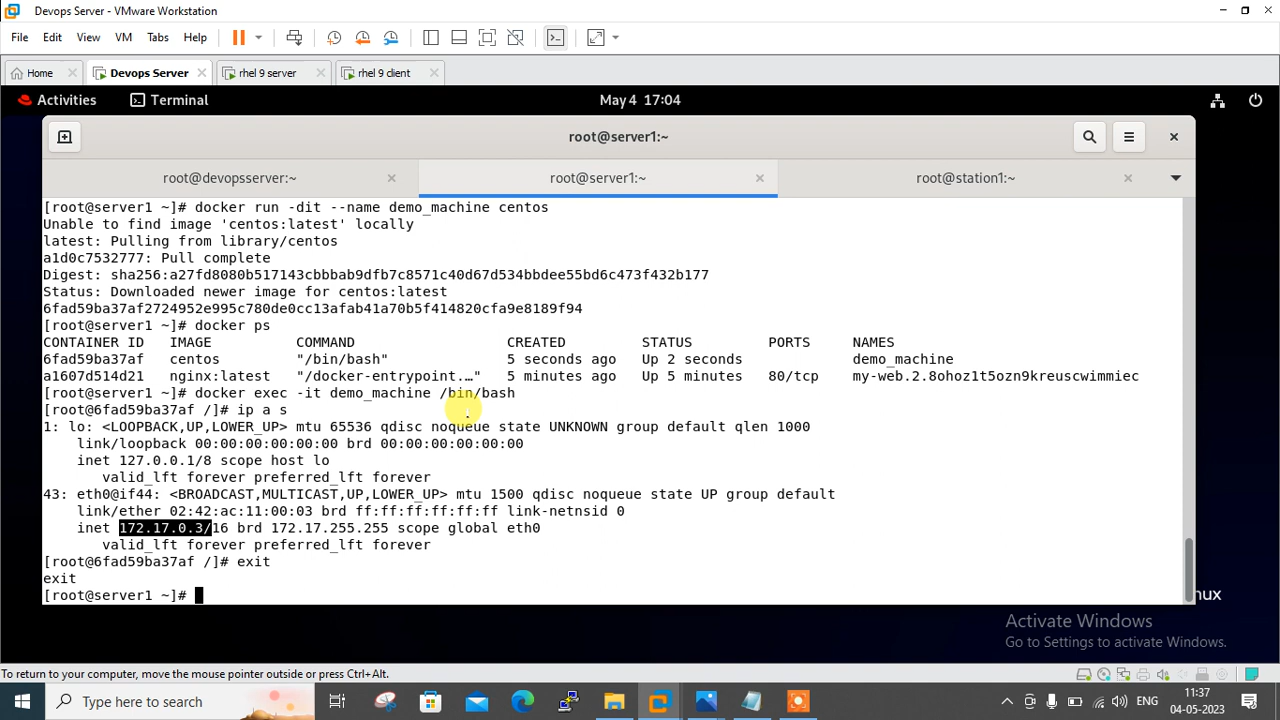 Devops Server - VMware Workstation
File Edit View VM Tabs Help
Home Devops Server rhel 9 server rhel 9 client
Activities Terminal May 4 17:04
root@server1:~
root@devopsserver:~ root@server1:~ root@station1:~
[root@server1 ~]# docker run -dit --name demo_machine centos
Unable to find image 'centos:latest' locally
latest: Pulling from library/centos
a1d0c7532777: Pull complete
Digest: sha256:a27fd8080b517143cbbbab9dfb7c8571c40d67d534bbdee55bd6c473f432b177
Status: Downloaded newer image for centos:latest
6fad59ba37af2724952e995c780de0cc13afab41a70b5f414820cfa9e8189f94
[root@server1 ~]# docker ps
CONTAINER ID IMAGE COMMAND CREATED STATUS PORTS NAMES
6fad59ba37af centos "/bin/bash" 5 seconds ago Up 2 seconds demo_machine
a1607d514d21 nginx:latest "/docker-entrypoint.…" 5 minutes ago Up 5 minutes 80/tcp my-web.2.8ohoz1t5ozn9kreuscwimmiec
[root@server1 ~]# docker exec -it demo_machine /bin/bash
[root@6fad59ba37af /]# ip a s
1: lo: <LOOPBACK,UP,LOWER_UP> mtu 65536 qdisc noqueue state UNKNOWN group default qlen 1000
link/loopback 00:00:00:00:00:00 brd 00:00:00:00:00:00
inet 127.0.0.1/8 scope host lo
valid_lft forever preferred_lft forever
43: eth0@if44: <BROADCAST,MULTICAST,UP,LOWER_UP> mtu 1500 qdisc noqueue state UP group default
link/ether 02:42:ac:11:00:03 brd ff:ff:ff:ff:ff:ff link-netnsid 0
inet 172.17.0.3/16 brd 172.17.255.255 scope global eth0
valid_lft forever preferred_lft forever
[root@6fad59ba37af /]# exit
exit
[root@server1 ~]#
Activate Windows
Go to Settings to activate Windows.
To return to your computer, move the mouse pointer outside or press Ctrl+Alt.
Type here to search
ENG
11:37
04-05-2023